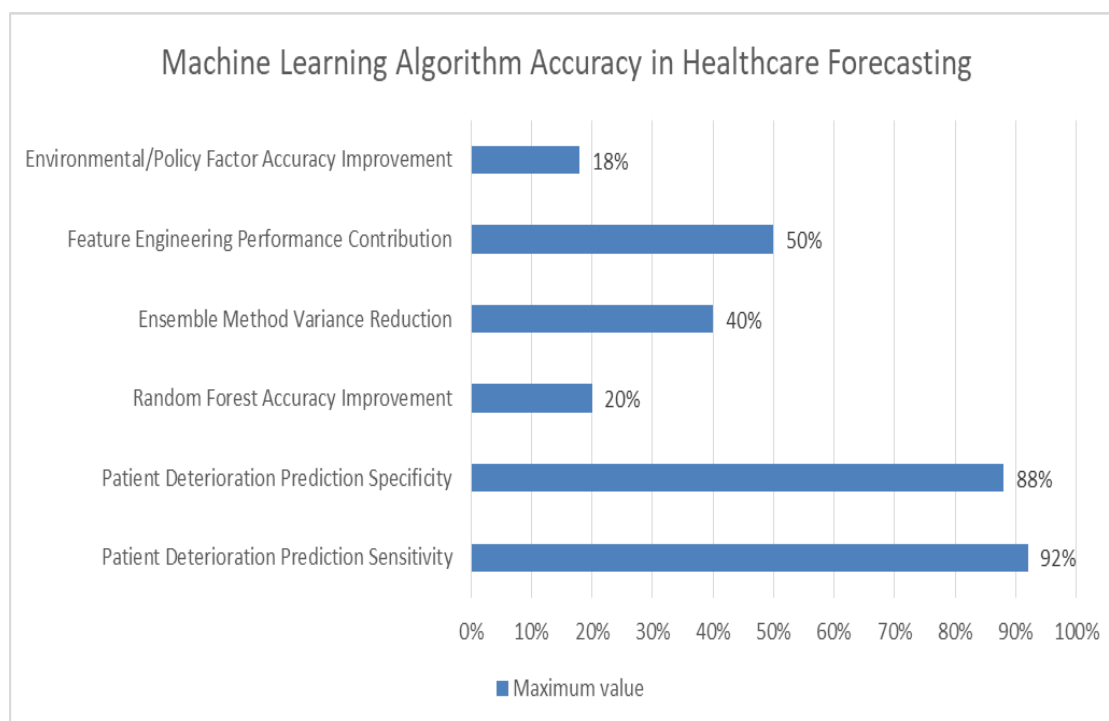 Machine Learning Algorithm Accuracy in Healthcare Forecasting
Environmental/Policy Factor Accuracy Improvement 18%
Feature Engineering Performance Contribution 50%
Ensemble Method Variance Reduction 40%
Random Forest Accuracy Improvement 20%
Patient Deterioration Prediction Specificity 88%
Patient Deterioration Prediction Sensitivity 92%
0% 10% 20% 30% 40% 50% 60% 70% 80% 90% 100%
Maximum value